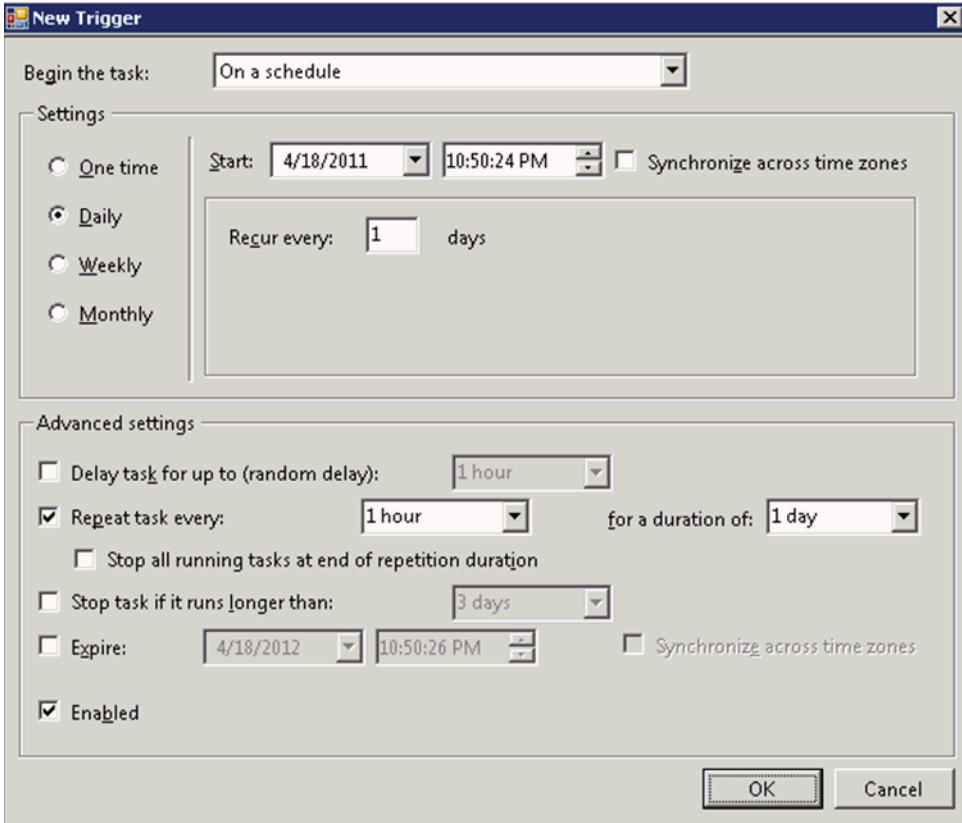 New Trigger
Begin the task: On a schedule
Settings
One time
Start: 4/18/2011 10:50:24 PM Synchronize across time zones
Daily
Recur every: 1 days
Weekly
Monthly
Advanced settings
Delay task for up to (random delay): 1 hour
Repeat task every: 1 hour for a duration of: 1 day
Stop all running tasks at end of repetition duration
Stop task if it runs longer than: 3 days
Expire: 4/18/2012 10:50:26 PM Synchronize across time zones
Enabled
OK Cancel